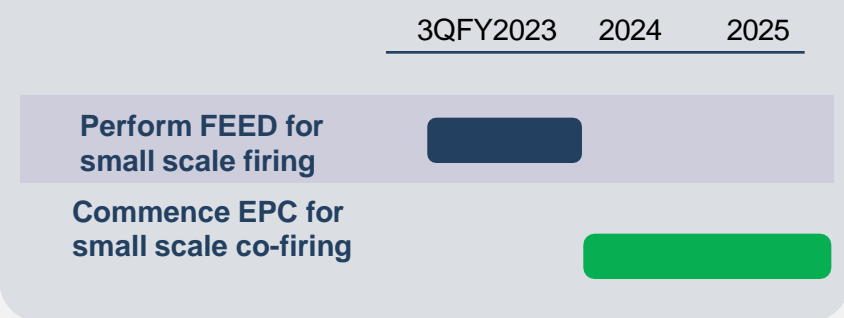 3QFY2023 2024 2025
Perform FEED for
small scale firing
Commence EPC for
small scale co-firing